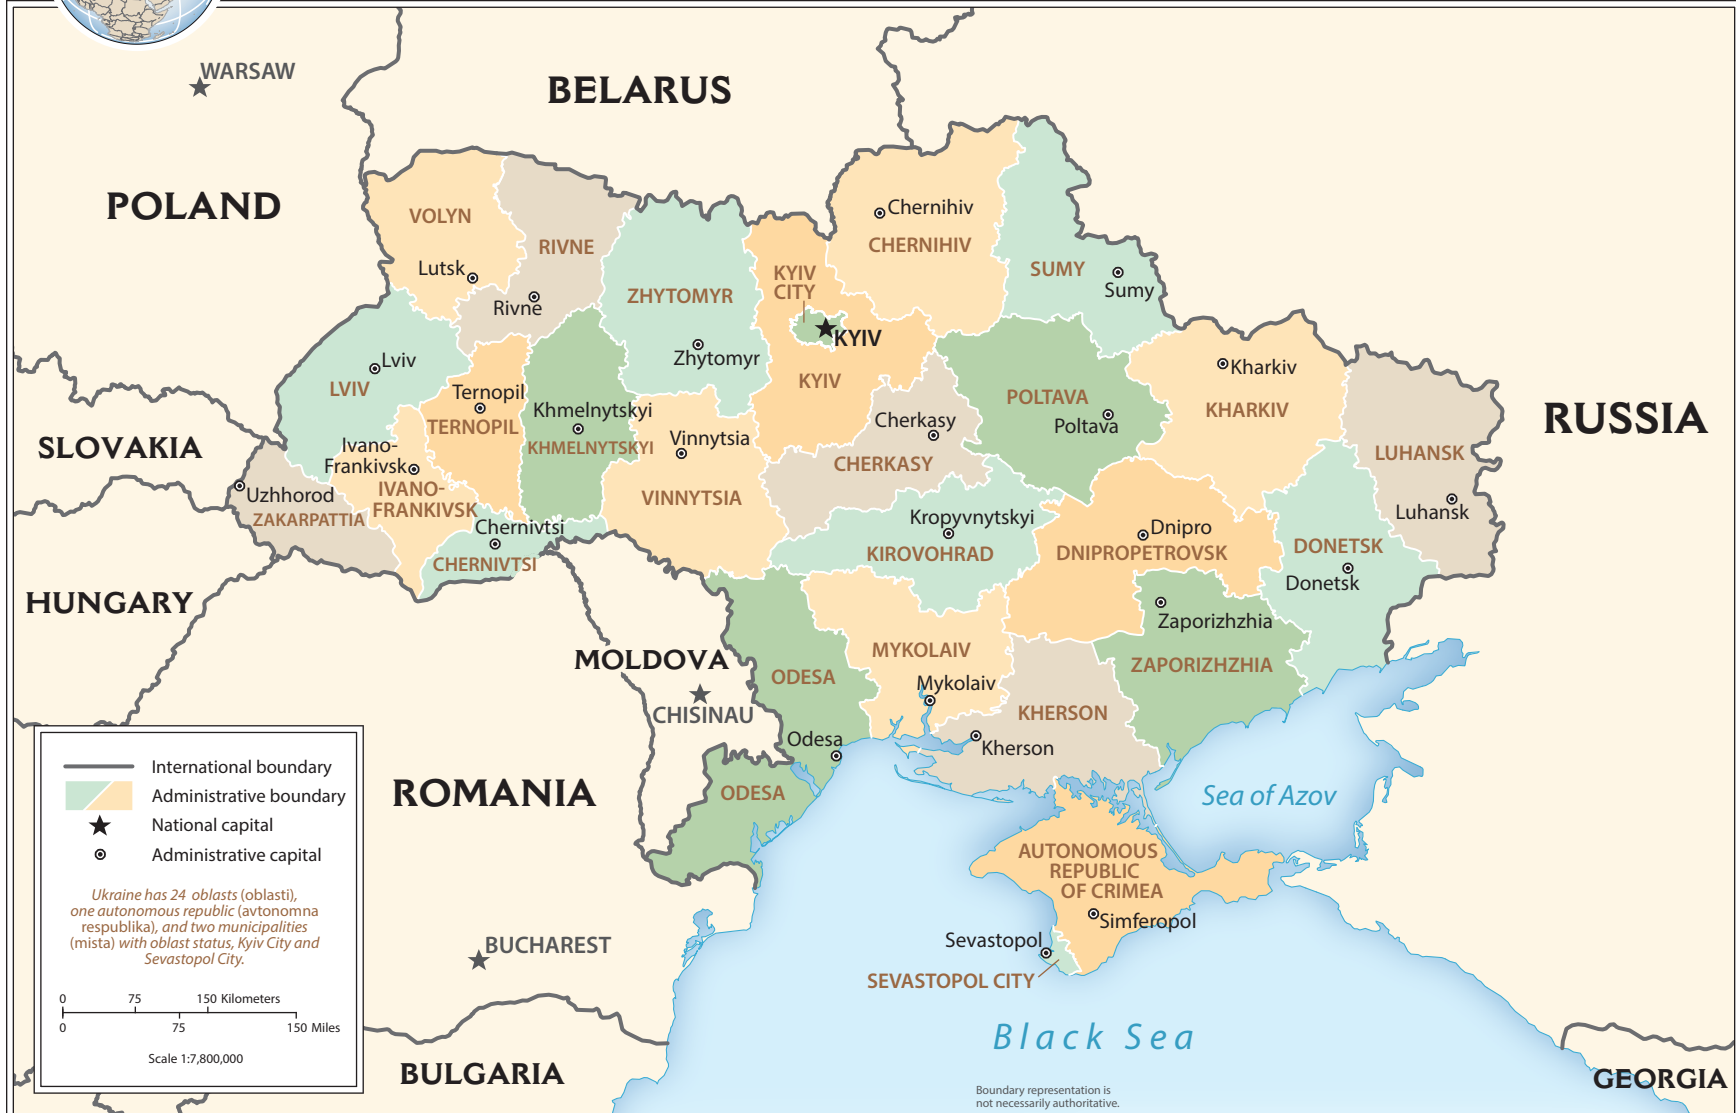 WARSAW
BELARUS
POLAND
Chernihiv
VOLYN
CHERNIHIV
RIVNE
Lutsk
KYIV
CITY
SUMY
Sumy
ZHYTOMYR
Rivne
KYIV
Zhytomyr
Lviv
LVIV
Kharkiv
KYIV
Ternopil
TERNOPIL
Khmelnytskyi
KHMELNYTSKYI
POLTAVA
Poltava
KHARKIV
RUSSIA
Cherkasy
CHERKASY
Vinnytsia
VINNYTSIA
SLOVAKIA
Ivano-
Frankivsk
IVANO-
FRANKIVSK
LUHANSK
Luhansk
Uzhhorod
ZAKARPATTIA
Chernivtsi
CHERNIVTSI
Kropyvnytskyi
KIROVOHRAD
Dnipro
DNIPROPETROVSK
DONETSK
Donetsk
HUNGARY
Zaporizhzhia
ZAPORIZHZHIA
MOLDOVA
CHISINAU
ODESA
MYKOLAIV
Mykolaiv
KHERSON
Kherson
Odesa
ODESA
ROMANIA
Sea of Azov
AUTONOMOUS
REPUBLIC
OF CRIMEA
Simferopol
Sevastopol
SEVASTOPOL CITY
BUCHAREST
Black Sea
BULGARIA
GEORGIA
International boundary
Administrative boundary
National capital
Administrative capital
Ukraine has 24 oblasts (oblasti),
one autonomous republic (avtonomna
respublika), and two municipalities
(mista) with oblast status, Kyiv City and
Sevastopol City.
0 75 150 Kilometers
0 75 150 Miles
Scale 1:7,800,000
Boundary representation is
not necessarily authoritative.